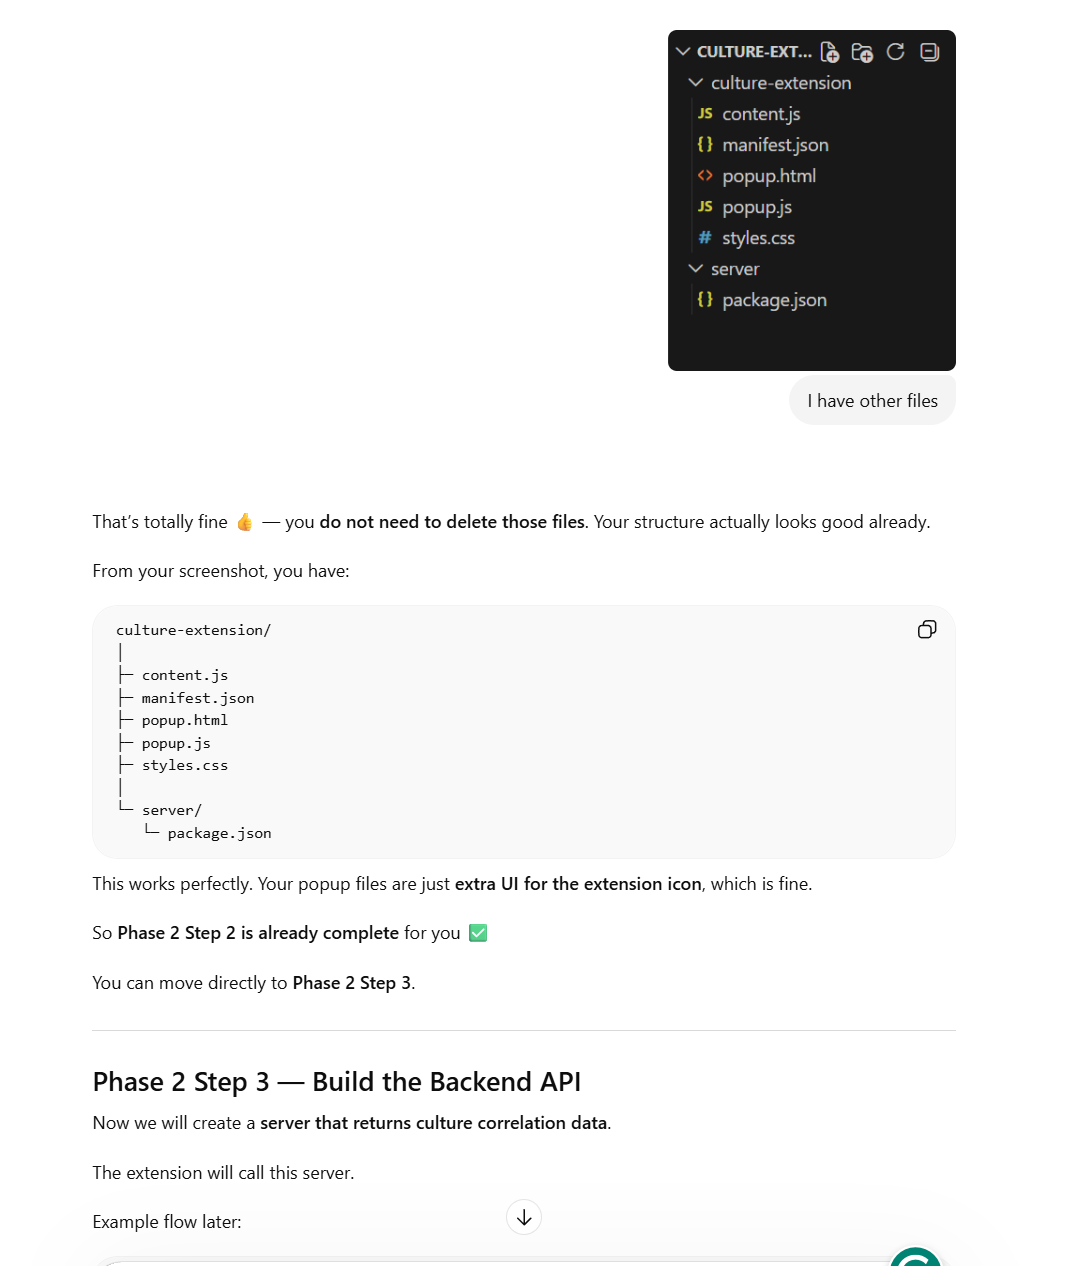 CULTURE-EXT...
culture-extension
JS content.js
{} manifest.json
<> popup.html
JS popup.js
# styles.css
server
{} package.json
I have other files
That's totally fine 👍 — you do not need to delete those files. Your structure actually looks good already.
From your screenshot, you have:
culture-extension/
│
├─ content.js
├─ manifest.json
├─ popup.html
├─ popup.js
├─ styles.css
│
└─ server/
   └─ package.json
This works perfectly. Your popup files are just extra UI for the extension icon, which is fine.
So Phase 2 Step 2 is already complete for you ✅
You can move directly to Phase 2 Step 3.
Phase 2 Step 3 — Build the Backend API
Now we will create a server that returns culture correlation data.
The extension will call this server.
Example flow later: